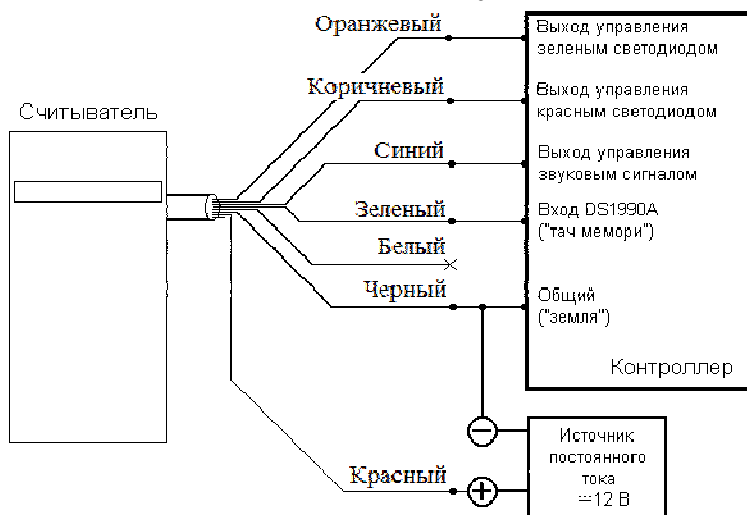 Считыватель
Оранжевый
Коричневый
Синий
Зеленый
Белый
Черный
Красный
Выход управления
зеленым светодиодом
Выход управления
красным светодиодом
Выход управления
звуковым сигналом
Вход DS1990A
("тач мемори")
Общий
("земля")
Контроллер
Источник
постоянного
тока
=12 В